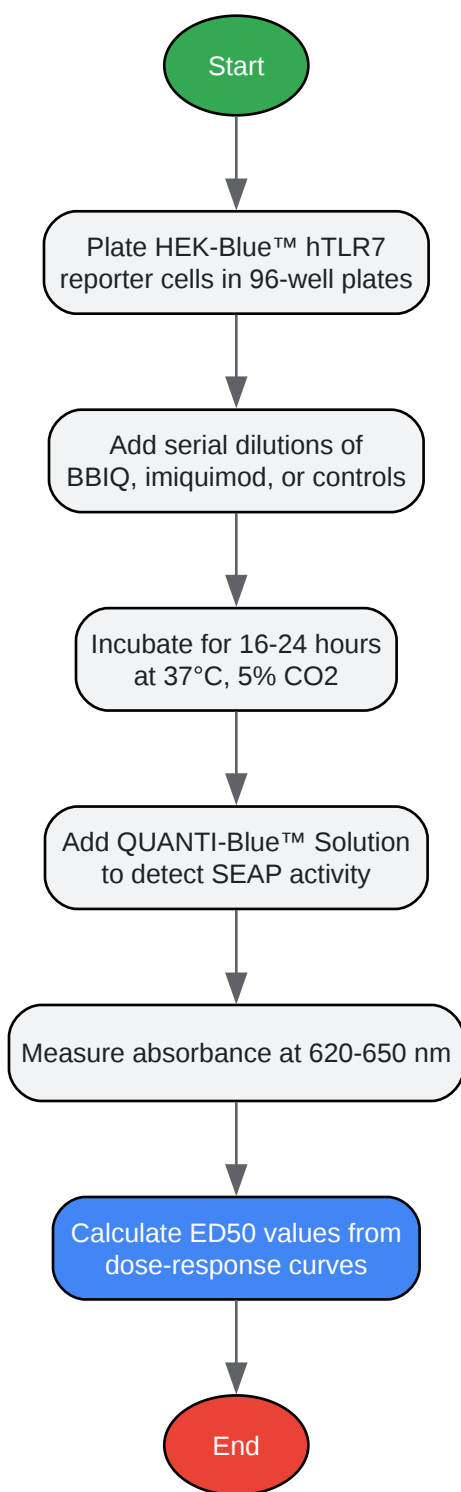 Start
Plate HEK-Blue™ hTLR7
reporter cells in 96-well plates
Add serial dilutions of
BBIQ, imiquimod, or controls
Incubate for 16-24 hours
at 37°C, 5% CO2
Add QUANTI-Blue™ Solution
to detect SEAP activity
Measure absorbance at 620-650 nm
Calculate ED50 values from
dose-response curves
End